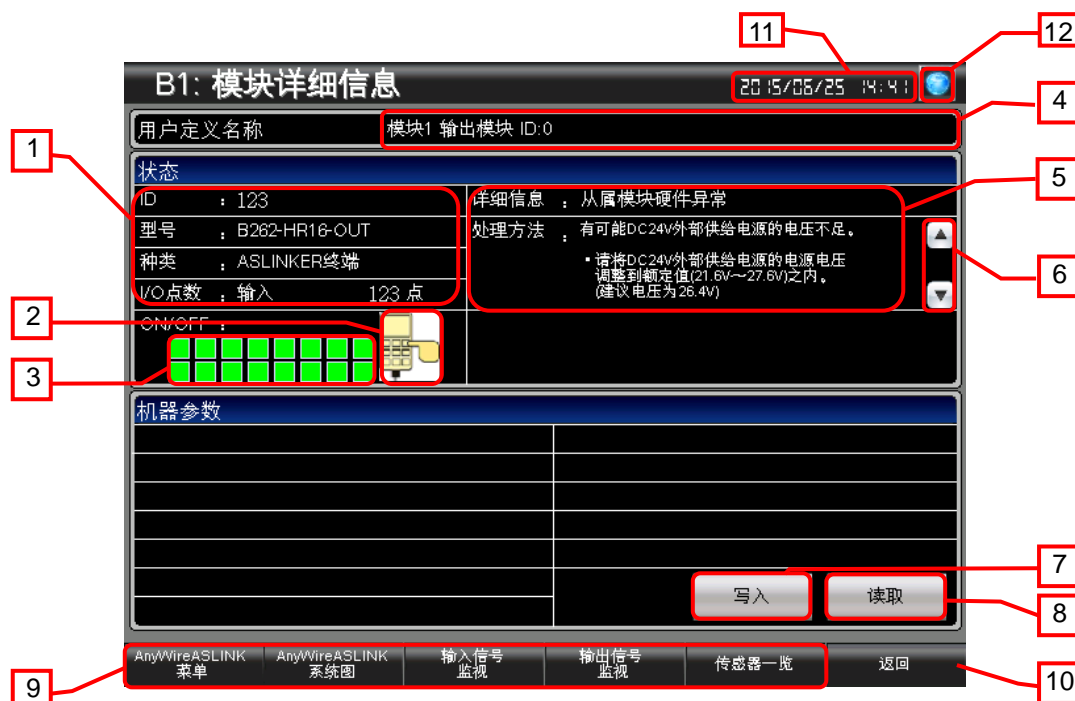 11
12
B1: 模块详细信息
2015/06/25 14:41
4
用户定义名称 模块1 输出模块 ID:0
1
状态
5
ID : 123
型号 : B262-HR16-OUT
种类 : ASLINKER终端
I/O点数 : 输入 123 点
ON/OFF :
详细信息 : 从属模块硬件异常
处理方法 : 有可能DC24V外部供给电源的电压不足。
▪请将DC24V外部供给电源的电源电压
调整到额定值(21.6V～27.6V)之内。
(建议电压为26.4V)
6
2
3
机器参数
7
写入
读取
8
AnyWireASLINK
菜单
AnyWireASLINK
系统图
输入信号
监视
输出信号
监视
传感器一览
返回
9
10